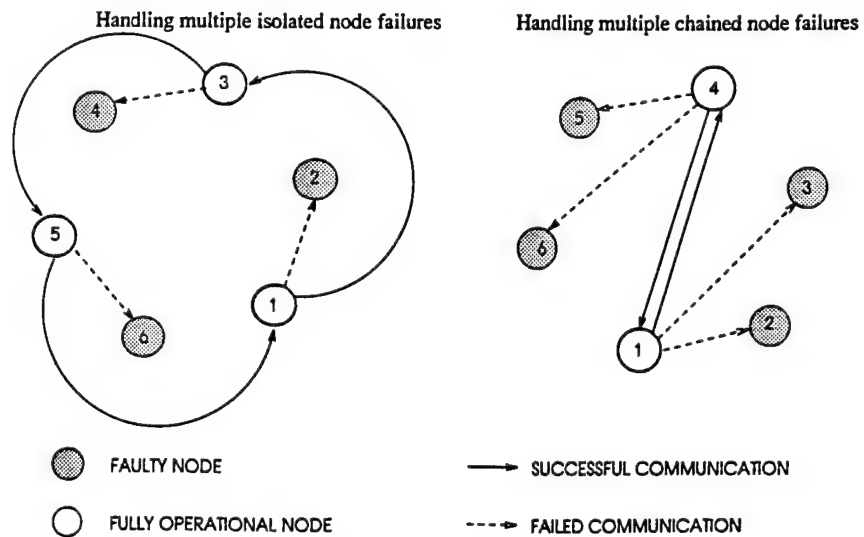 Handling multiple isolated node failures
Handling multiple chained node failures
3
4
2
5
1
6
4
5
3
6
2
1
FAULTY NODE
SUCCESSFUL COMMUNICATION
FULLY OPERATIONAL NODE
FAILED COMMUNICATION